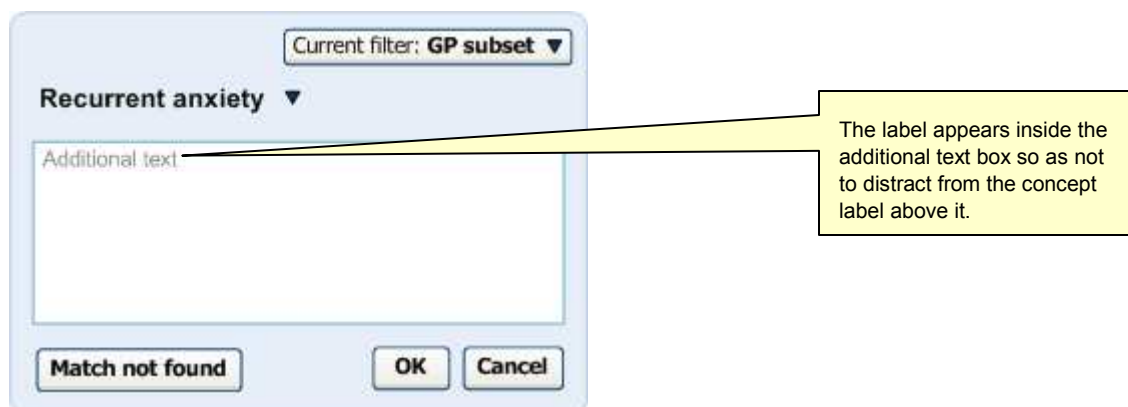 Current filter: GP subset ▼
Recurrent anxiety ▼
Additional text
The label appears inside the
additional text box so as not
to distract from the concept
label above it.
Match not found
OK
Cancel